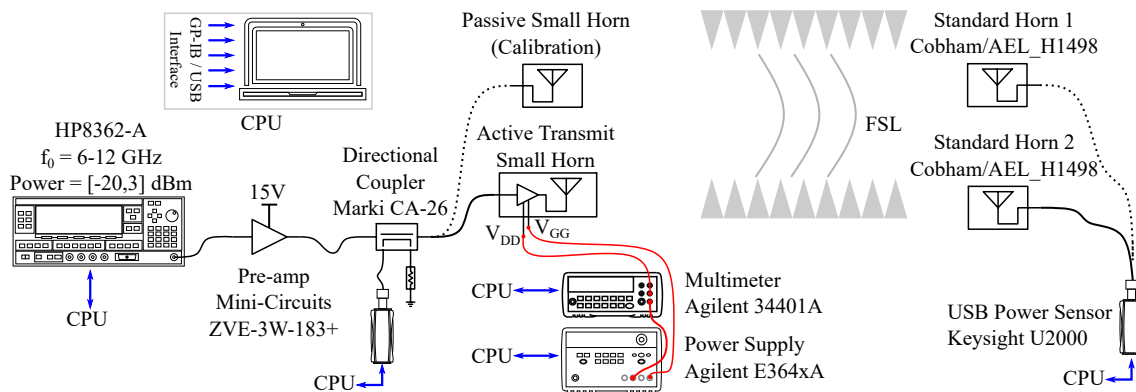 GP-IB / USB
Interface
CPU
Passive Small Horn
(Calibration)
Standard Horn 1
Cobham/AEL_H1498
FSL
HP8362-A
f0 = 6-12 GHz
Power = [-20,3] dBm
15V
Directional
Coupler
Marki CA-26
Active Transmit
Small Horn
VDD
VGG
Standard Horn 2
Cobham/AEL_H1498
CPU
Pre-amp
Mini-Circuits
ZVE-3W-183+
CPU
CPU
Multimeter
Agilent 34401A
CPU
Power Supply
Agilent E364xA
USB Power Sensor
Keysight U2000
CPU